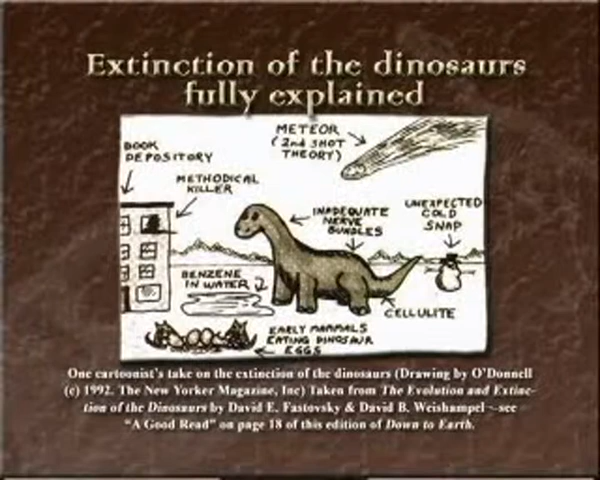 Extinction of the dinosaurs
fully explained
METEOR
(2nd SHOT
THEORY)
BOOK
DEPOSITORY
METHODICAL
KILLER
INADEQUATE
NERVE
BUNDLES
UNEXPECTED
COLD
SNAP
BENZENE
IN WATER
CELLULITE
EARLY MAMMALS
EATING DINOSAUR
EGGS
One cartoonist's take on the extinction of the dinosaurs (Drawing by O'Donnell
(c) 1992. The New Yorker Magazine, Inc) Taken from The Evolution and Extinc-
tion of the Dinosaurs by David E. Fastovsky & David B. Weishampel—see
"A Good Read" on page 18 of this edition of Down to Earth.